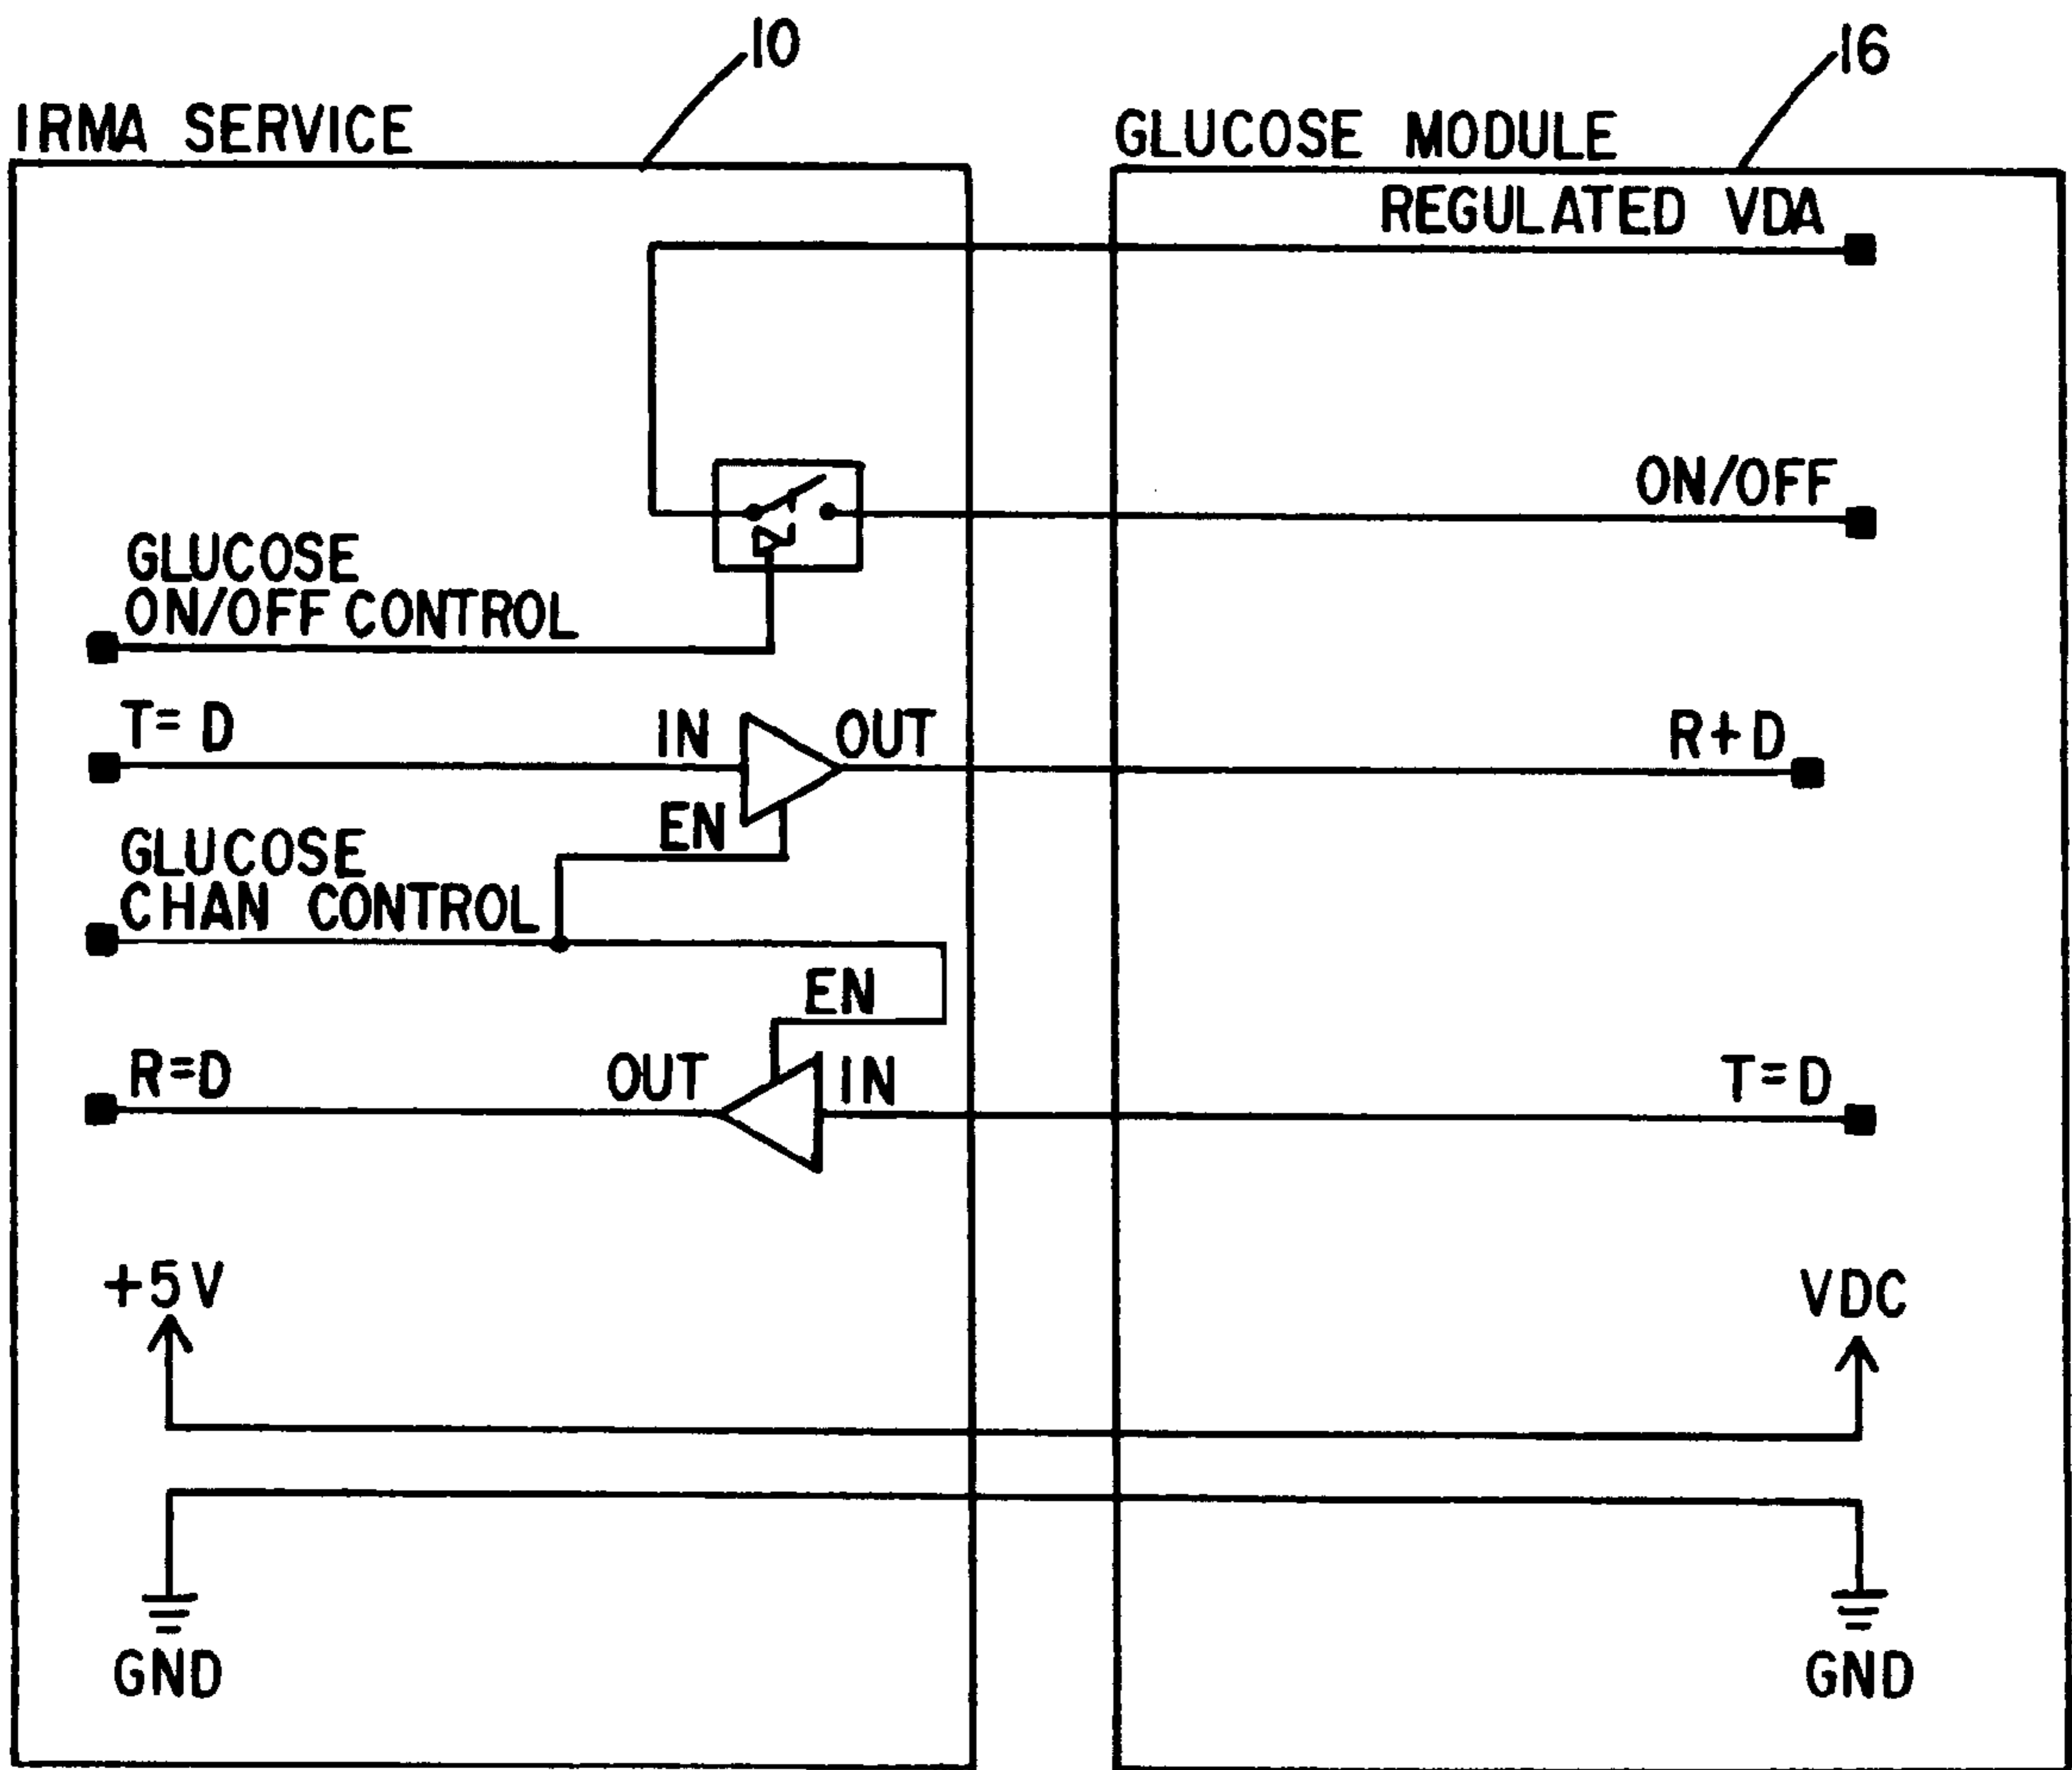 10
16
IRMA SERVICE
GLUCOSE MODULE
REGULATED VDA
ON/OFF
GLUCOSE
ON/OFF CONTROL
T= D
IN
OUT
R+D
EN
GLUCOSE
CHAN CONTROL
EN
R=D
OUT
IN
T=D
+5V
VDC
GND
GND